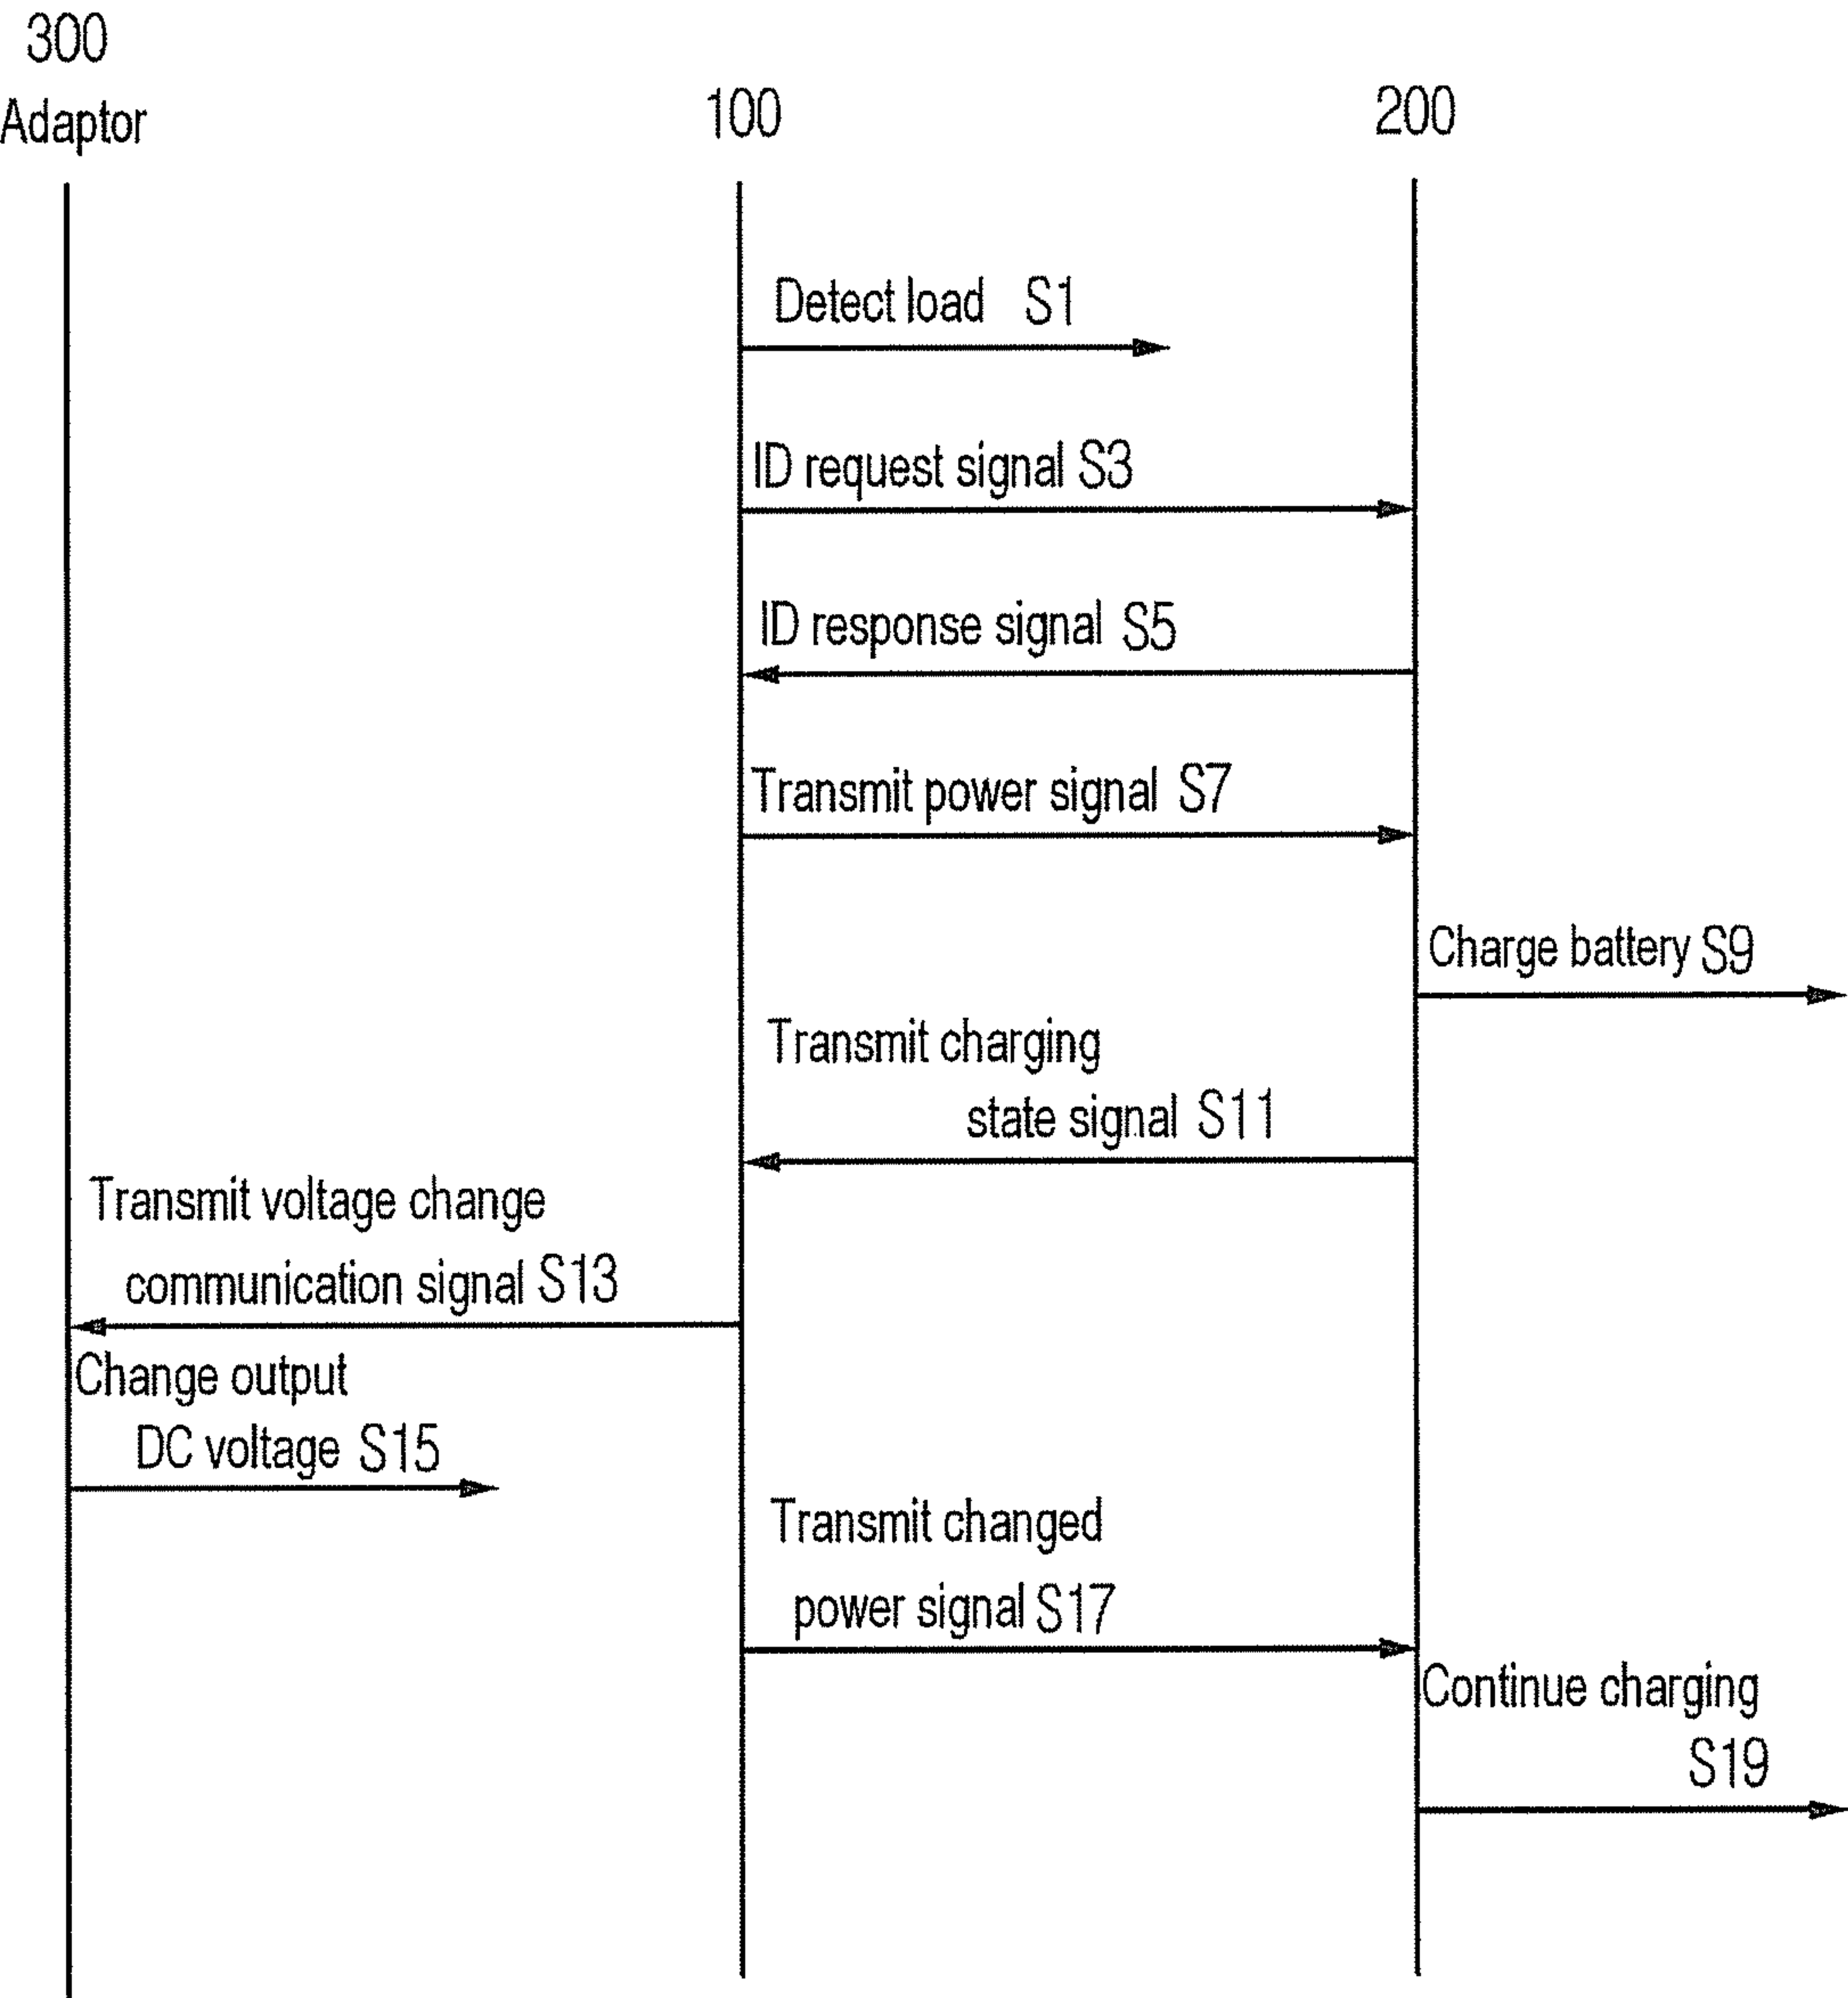 300
Adaptor
100
200
Detect load S1
ID request signal S3
ID response signal S5
Transmit power signal S7
Charge battery S9
Transmit charging
state signal S11
Transmit voltage change
communication signal S13
Change output
DC voltage S15
Transmit changed
power signal S17
Continue charging
S19